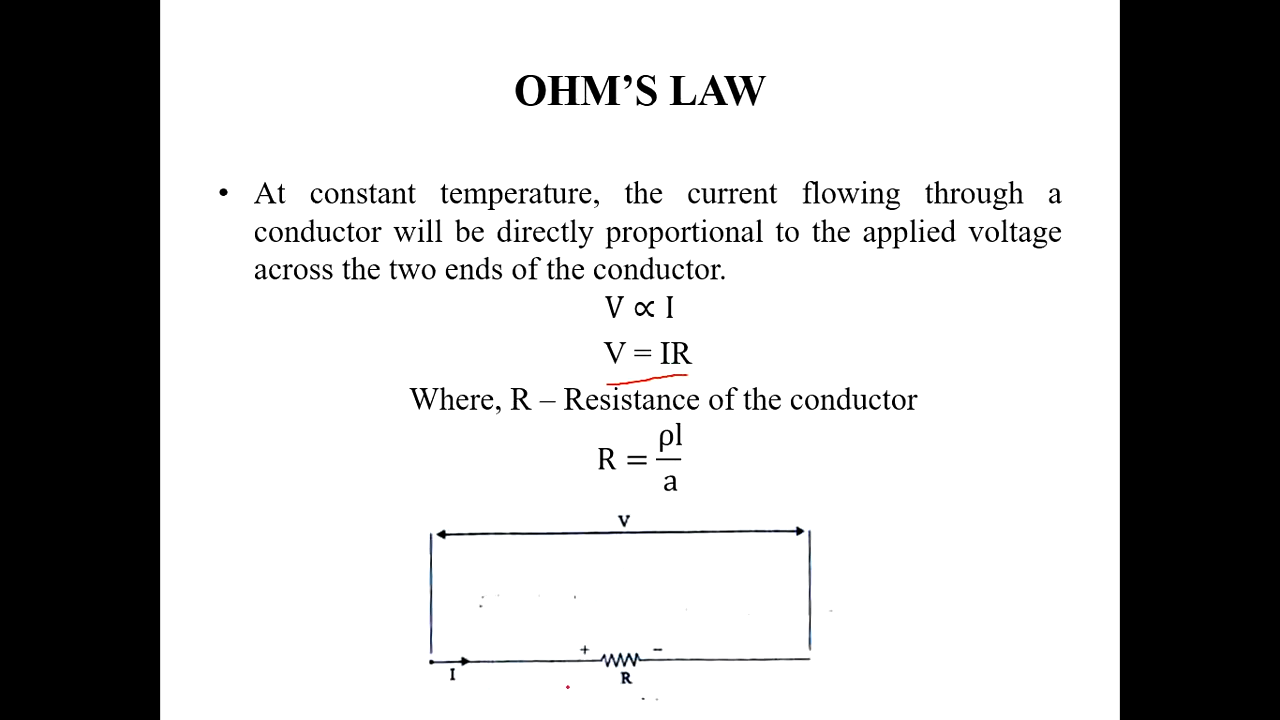 OHM’S LAW
• At constant temperature, the current flowing through a
conductor will be directly proportional to the applied voltage
across the two ends of the conductor.
V ∝ I
V = IR
Where, R – Resistance of the conductor
R = ρl/a
V
+ −
I
R